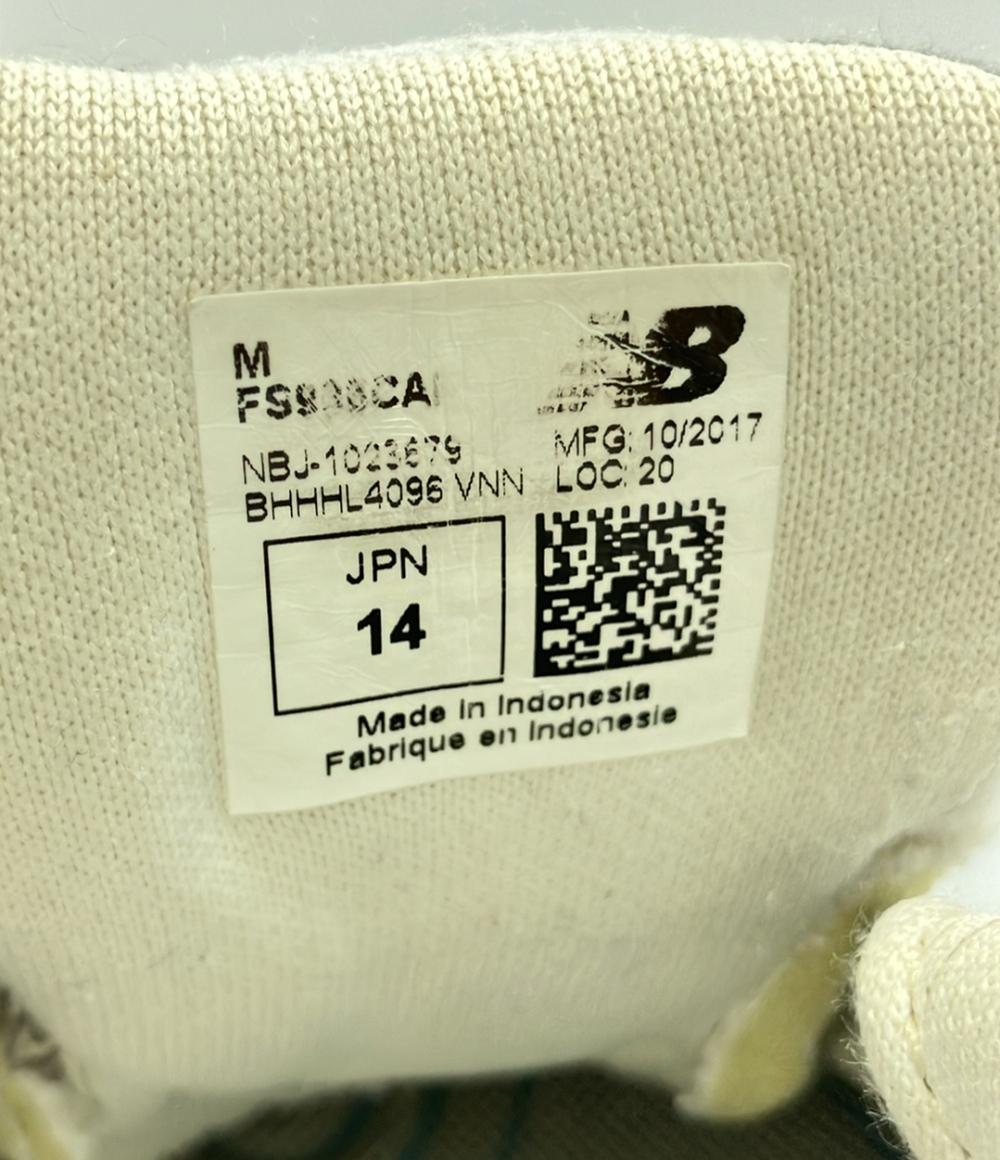 M
NBJ-1023679
BHHHL4096 VNN
MFG: 10/2017
LOC: 20
JPN
14
Made in Indonesia
Fabrique en Indonesie